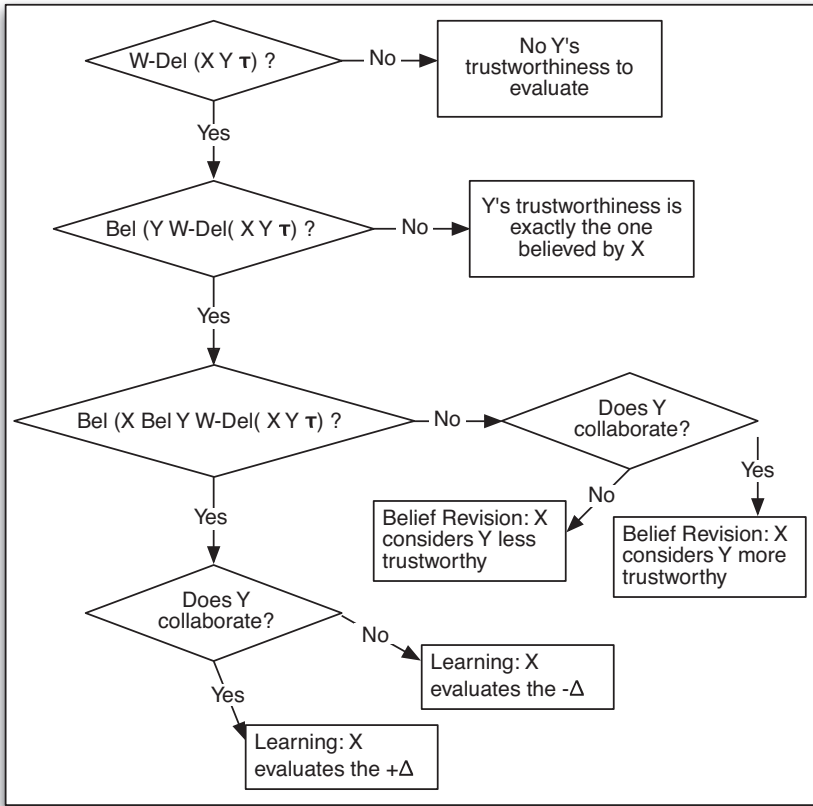 W-Del (X Y τ) ?
No
No Y's
trustworthiness to
evaluate
Yes
Bel (Y W-Del( X Y τ) ?
No
Y's trustworthiness is
exactly the one
believed by X
Yes
Bel (X Bel Y W-Del( X Y τ) ?
No
Does Y
collaborate?
Yes
No
Belief Revision: X
considers Y less
trustworthy
Belief Revision: X
considers Y more
trustworthy
Yes
Does Y
collaborate?
No
Learning: X
evaluates the -Δ
Yes
Learning: X
evaluates the +Δ